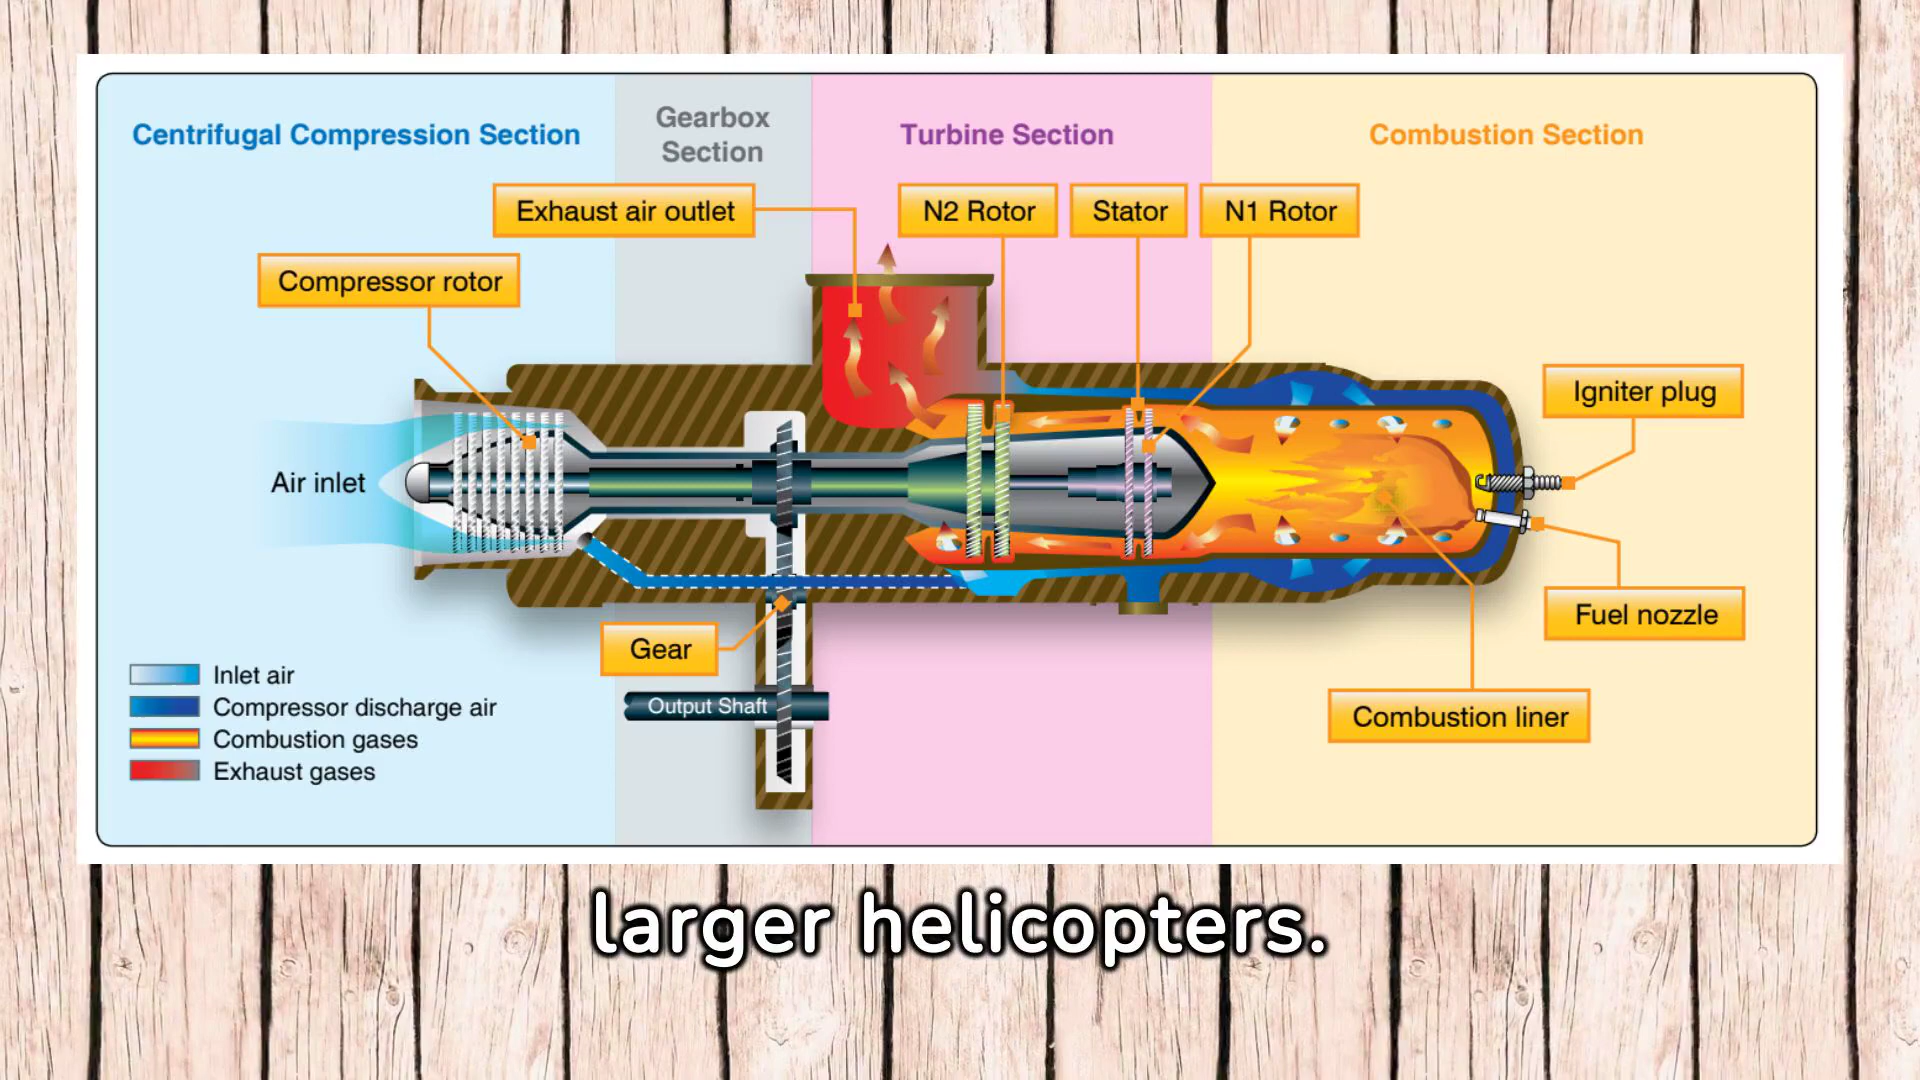 Centrifugal Compression Section
Gearbox
Section
Turbine Section
Combustion Section
Exhaust air outlet
N2 Rotor
Stator
N1 Rotor
Compressor rotor
Igniter plug
Air inlet
Fuel nozzle
Gear
Output Shaft
Combustion liner
Inlet air
Compressor discharge air
Combustion gases
Exhaust gases
larger helicopters.